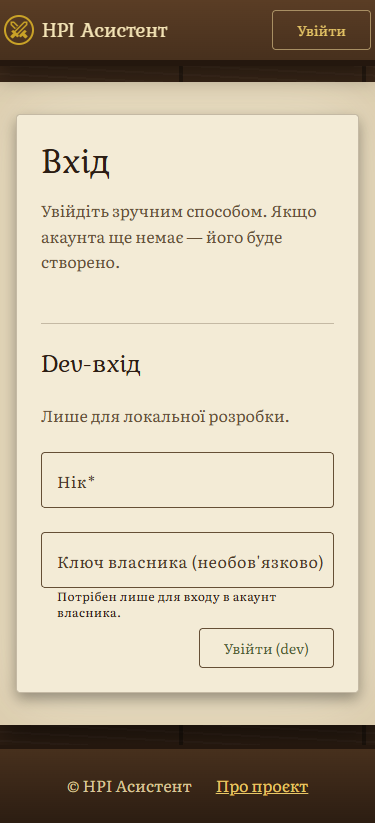 НРІ Асистент
Увійти
Вхід
Увійдіть зручним способом. Якщо
акаунта ще немає — його буде
створено.
Dev-вхід
Лише для локальної розробки.
Нік*
Ключ власника (необов'язково)
Потрібен лише для входу в акаунт
власника.
Увійти (dev)
© НРІ Асистент
Про проєкт